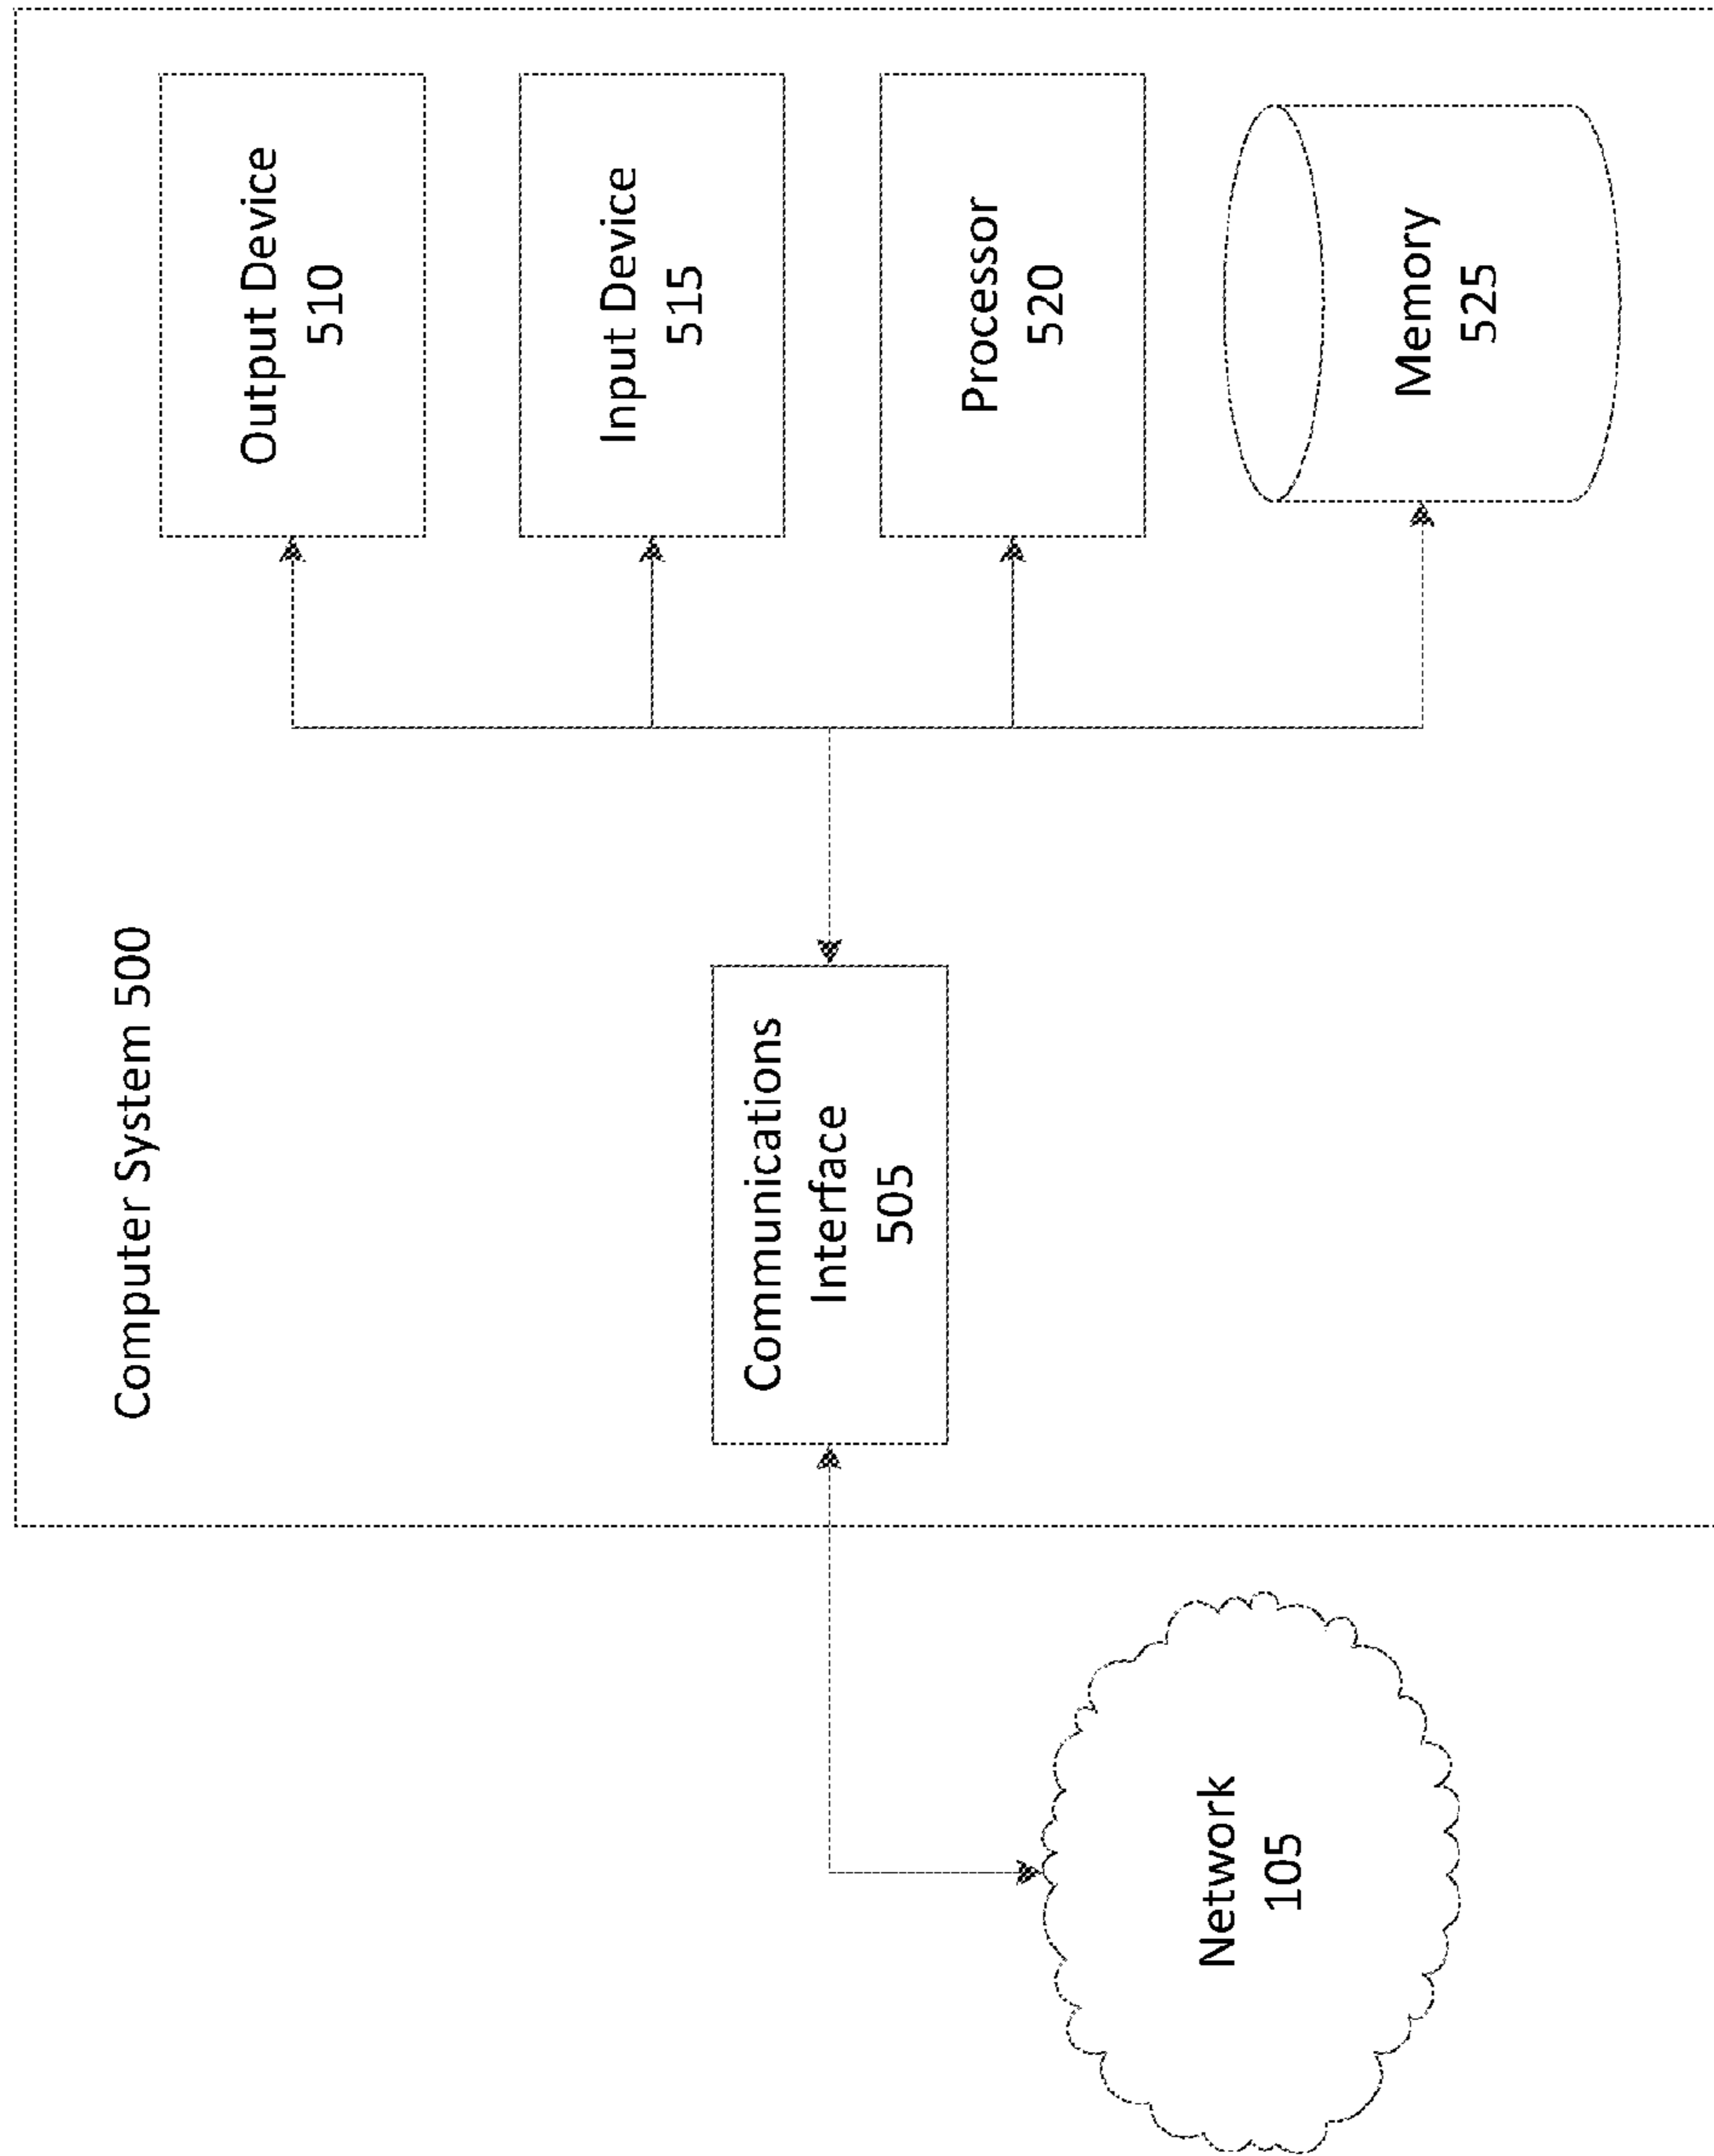 Computer System 500
Output Device
510
Input Device
515
Communications
Interface
505
Processor
520
Network
105
Memory
525